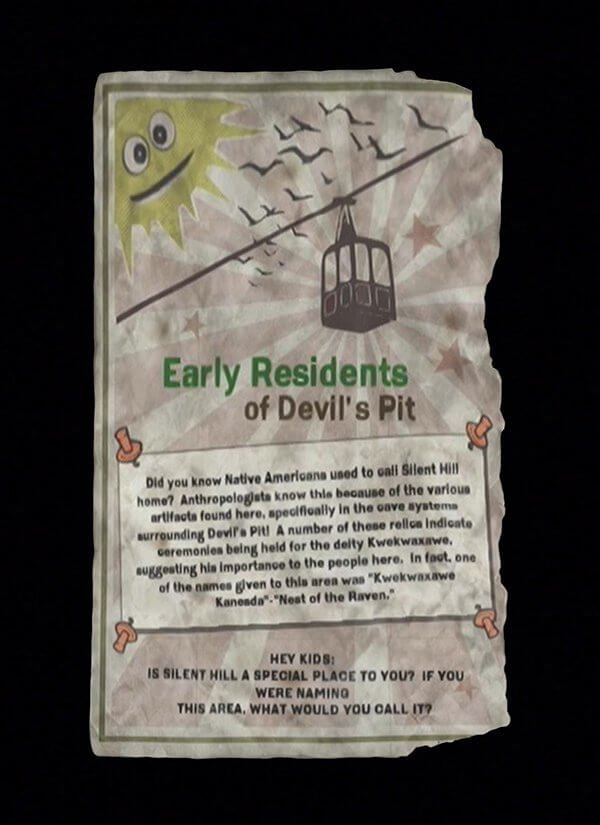 Early Residents
of Devil's Pit
Did you know Native Americans used to call Silent Hill
home? Anthropologists know this because of the various
artifacts found here, specifically in the cave systems
surrounding Devil's Pit! A number of these relics indicate
ceremonies being held for the deity Kwekwaxawe,
suggesting his importance to the people here. In fact, one
of the names given to this area was "Kwekwaxawe
Kanesda"-"Nest of the Raven."
HEY KIDS:
IS SILENT HILL A SPECIAL PLACE TO YOU? IF YOU
WERE NAMING
THIS AREA, WHAT WOULD YOU CALL IT?